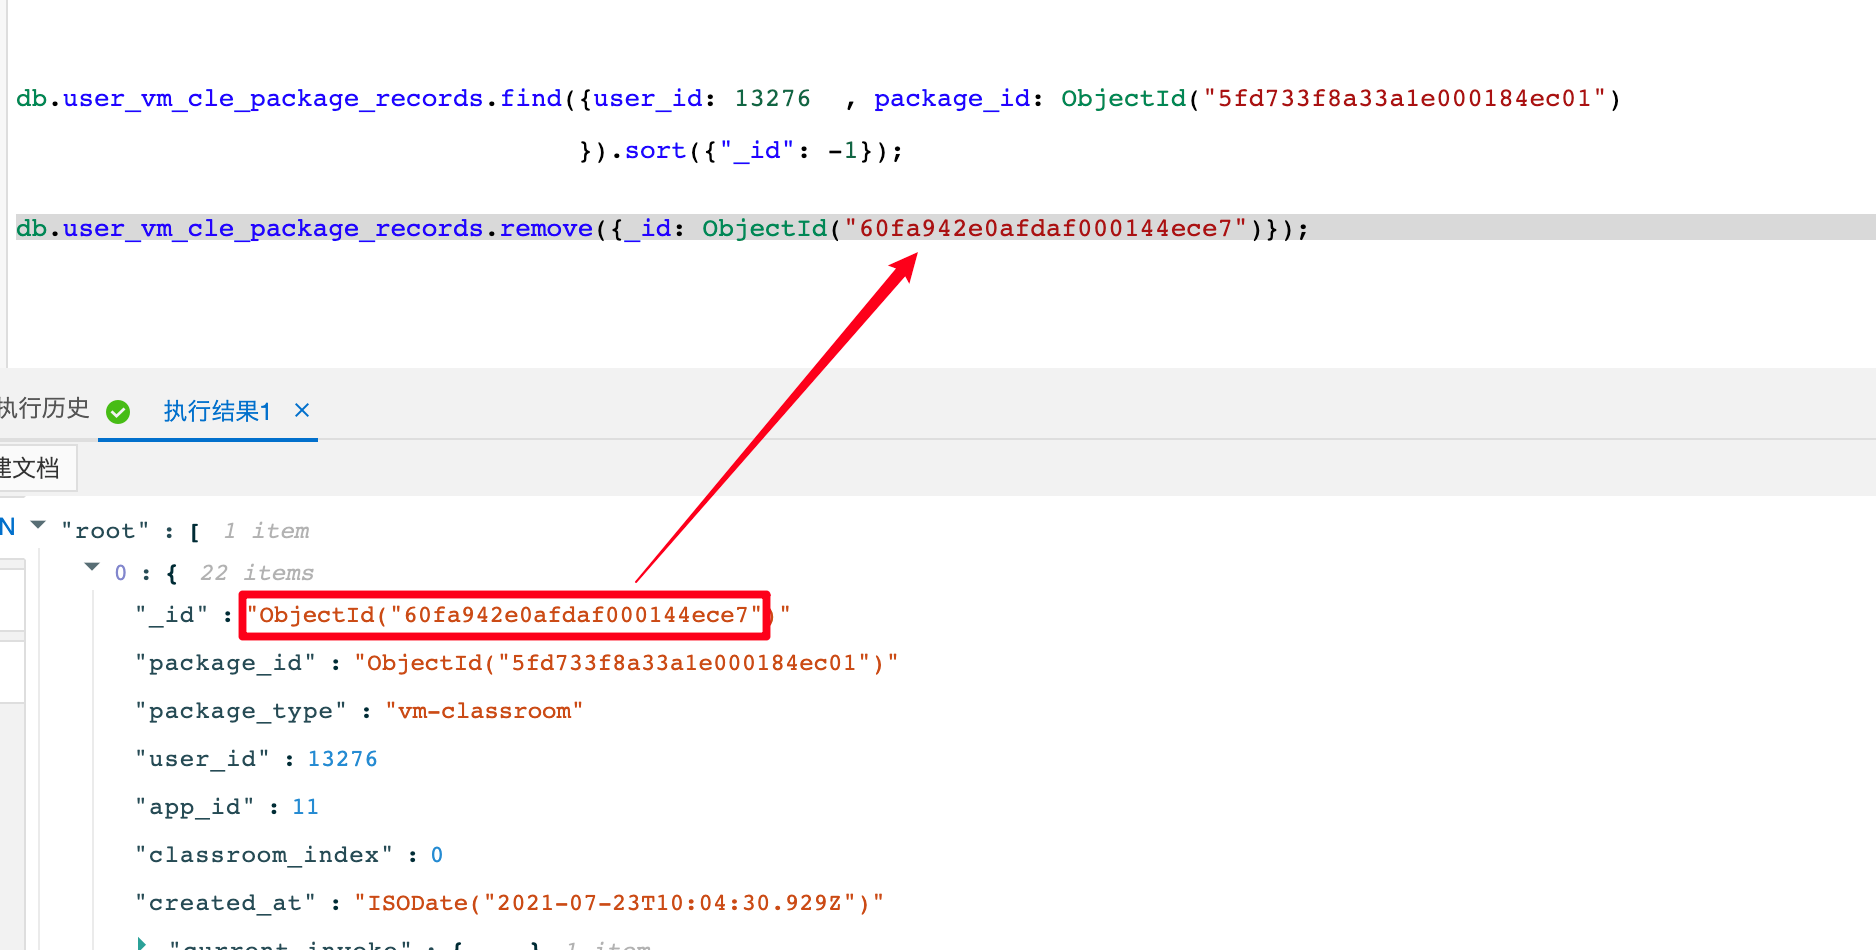 db.user_vm_cle_package_records.find({user_id: 13276  , package_id: ObjectId("5fd733f8a33a1e000184ec01")
}).sort({"_id": -1});
db.user_vm_cle_package_records.remove({_id: ObjectId("60fa942e0afdaf000144ece7")});
执行历史 执行结果1 ×
建文档
N "root" : [ 1 item
0 : { 22 items
"_id" : "ObjectId("60fa942e0afdaf000144ece7")"
"package_id" : "ObjectId("5fd733f8a33a1e000184ec01")"
"package_type" : "vm-classroom"
"user_id" : 13276
"app_id" : 11
"classroom_index" : 0
"created_at" : "ISODate("2021-07-23T10:04:30.929Z")"
"current_invoke" : {...} 1 item